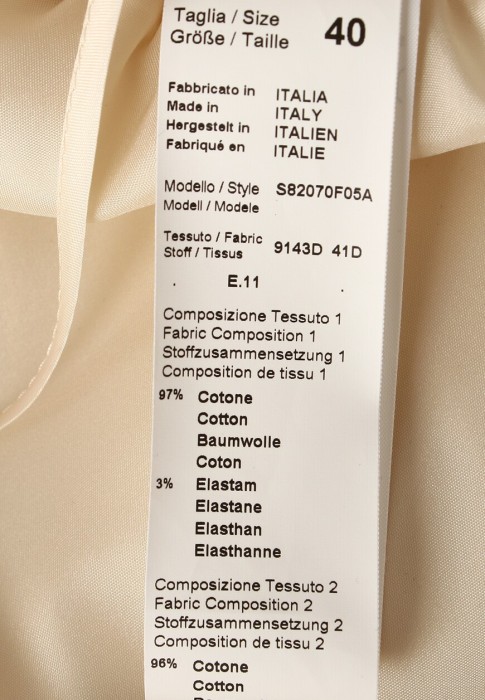 Taglia / Size 40
Größe / Taille
Fabbricato in ITALIA
Made in ITALY
Hergestelt in ITALIEN
Fabriqué en ITALIE
Modello / Style S82070F05A
Modell / Modele
Tessuto / Fabric 9143D 41D
Stoff / Tissus
E.11
Composizione Tessuto 1
Fabric Composition 1
Stoffzusammensetzung 1
Composition de tissu 1
97% Cotone
Cotton
Baumwolle
Coton
3% Elastam
Elastane
Elasthan
Elasthanne
Composizione Tessuto 2
Fabric Composition 2
Stoffzusammensetzung 2
Composition de tissu 2
96% Cotone
Cotton